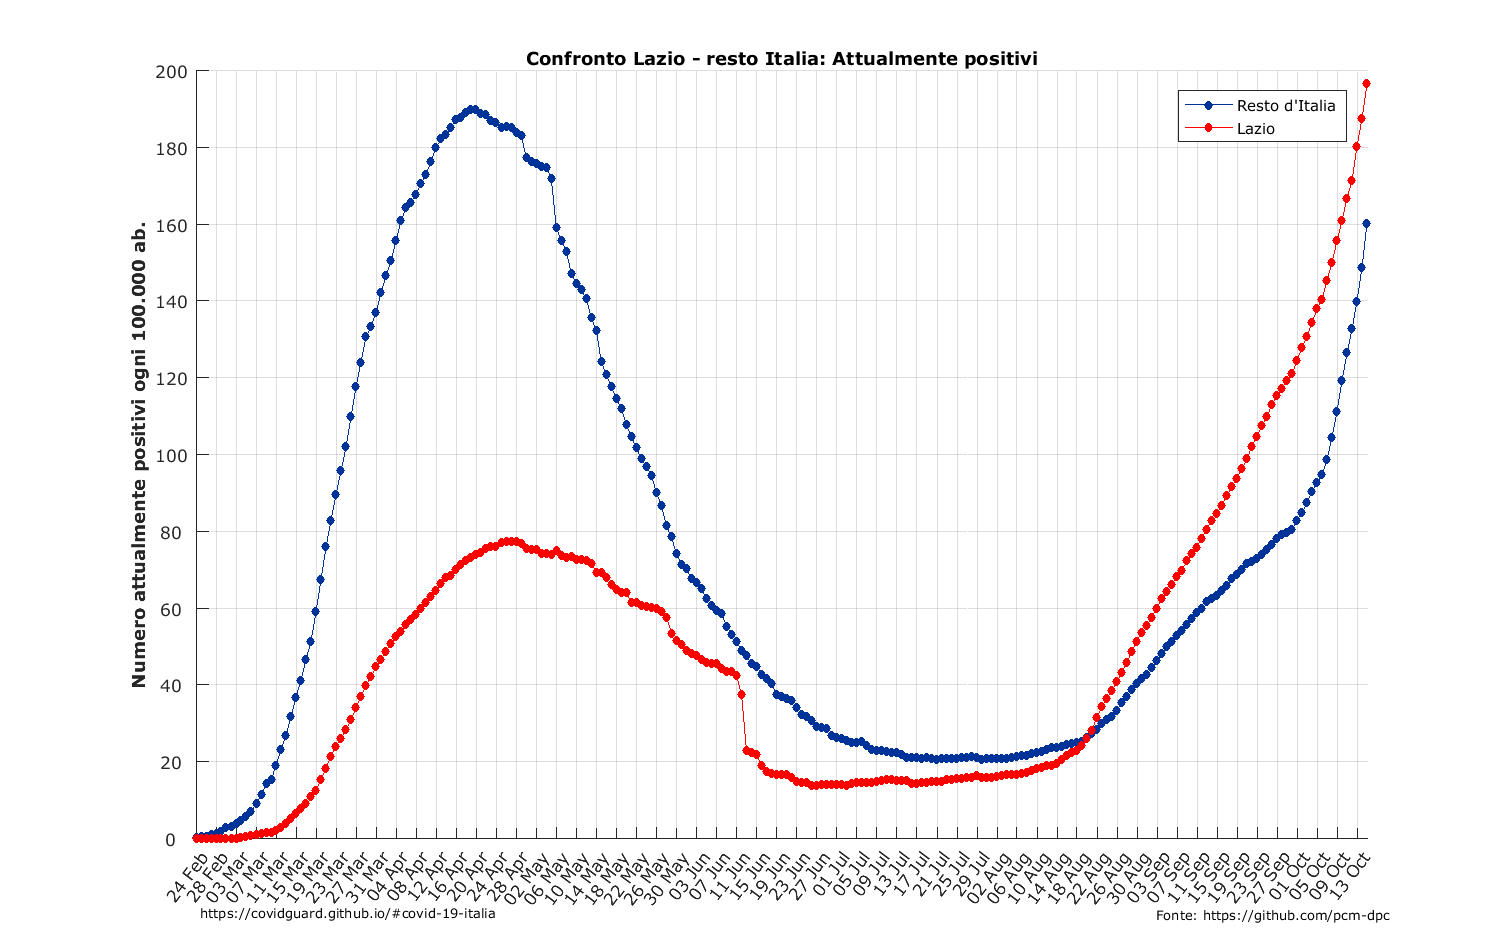 Confronto Lazio - resto Italia: Attualmente positivi
Numero attualmente positivi ogni 100.000 ab.
200
180
160
140
120
100
80
60
40
20
0
Resto d'Italia
Lazio
24 Feb
28 Feb
03 Mar
07 Mar
11 Mar
15 Mar
19 Mar
23 Mar
27 Mar
31 Mar
04 Apr
08 Apr
12 Apr
16 Apr
20 Apr
24 Apr
28 Apr
02 May
06 May
10 May
14 May
18 May
22 May
26 May
30 May
03 Jun
07 Jun
11 Jun
15 Jun
19 Jun
23 Jun
27 Jun
01 Jul
05 Jul
09 Jul
13 Jul
17 Jul
21 Jul
25 Jul
29 Jul
02 Aug
06 Aug
10 Aug
14 Aug
18 Aug
22 Aug
26 Aug
30 Aug
03 Sep
07 Sep
11 Sep
15 Sep
19 Sep
23 Sep
27 Sep
01 Oct
05 Oct
09 Oct
13 Oct
https://covidguard.github.io/#covid-19-italia
Fonte: https://github.com/pcm-dpc